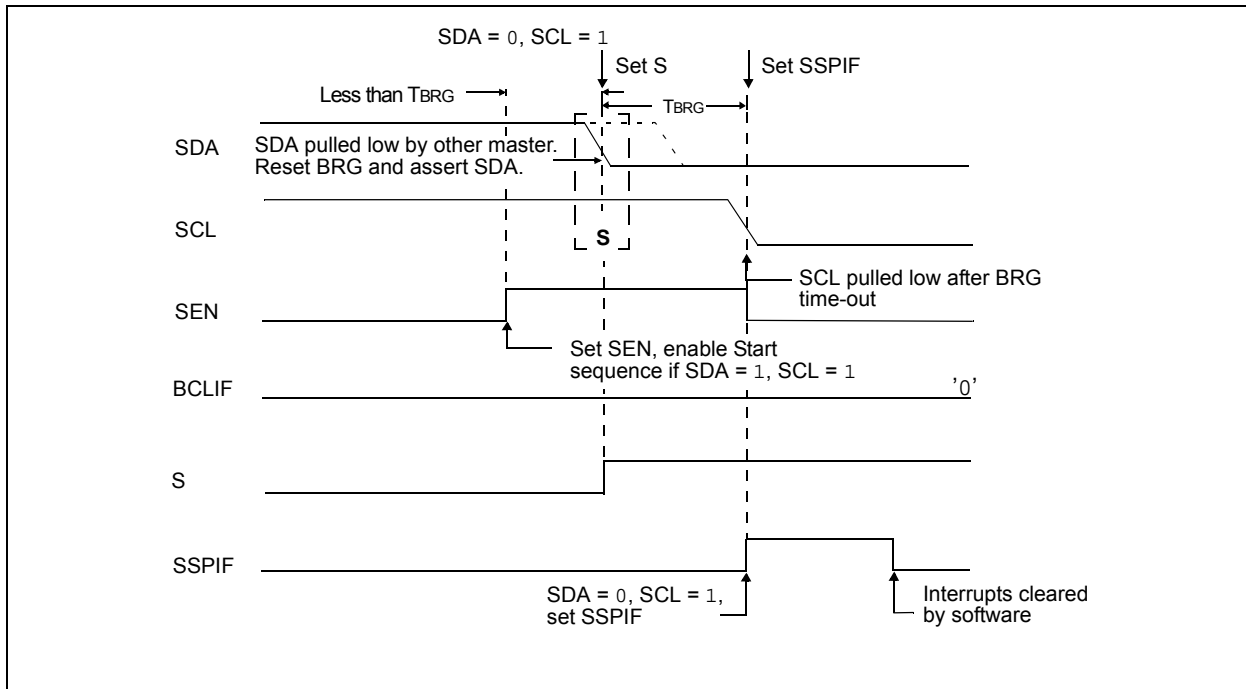 SDA = 0, SCL = 1
Set S
Set SSPIF
Less than TBRG
TBRG
SDA
SDA pulled low by other master.
Reset BRG and assert SDA.
SCL
S
SCL pulled low after BRG
time-out
SEN
Set SEN, enable Start
sequence if SDA = 1, SCL = 1
BCLIF
'0'
S
SSPIF
SDA = 0, SCL = 1,
set SSPIF
Interrupts cleared
by software